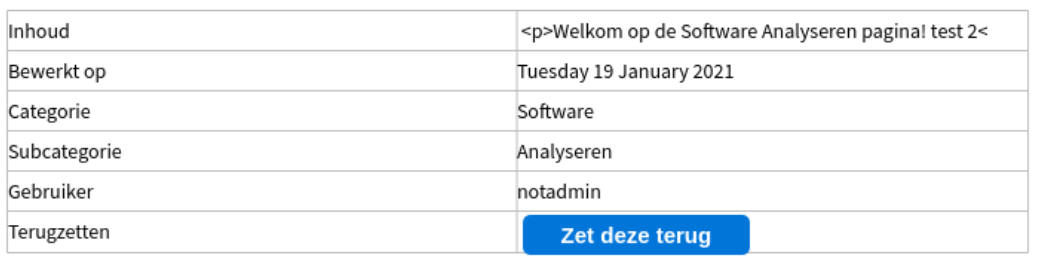 Inhoud <p>Welkom op de Software Analyseren pagina! test 2<
Bewerkt op Tuesday 19 January 2021
Categorie Software
Subcategorie Analyseren
Gebruiker notadmin
Terugzetten Zet deze terug